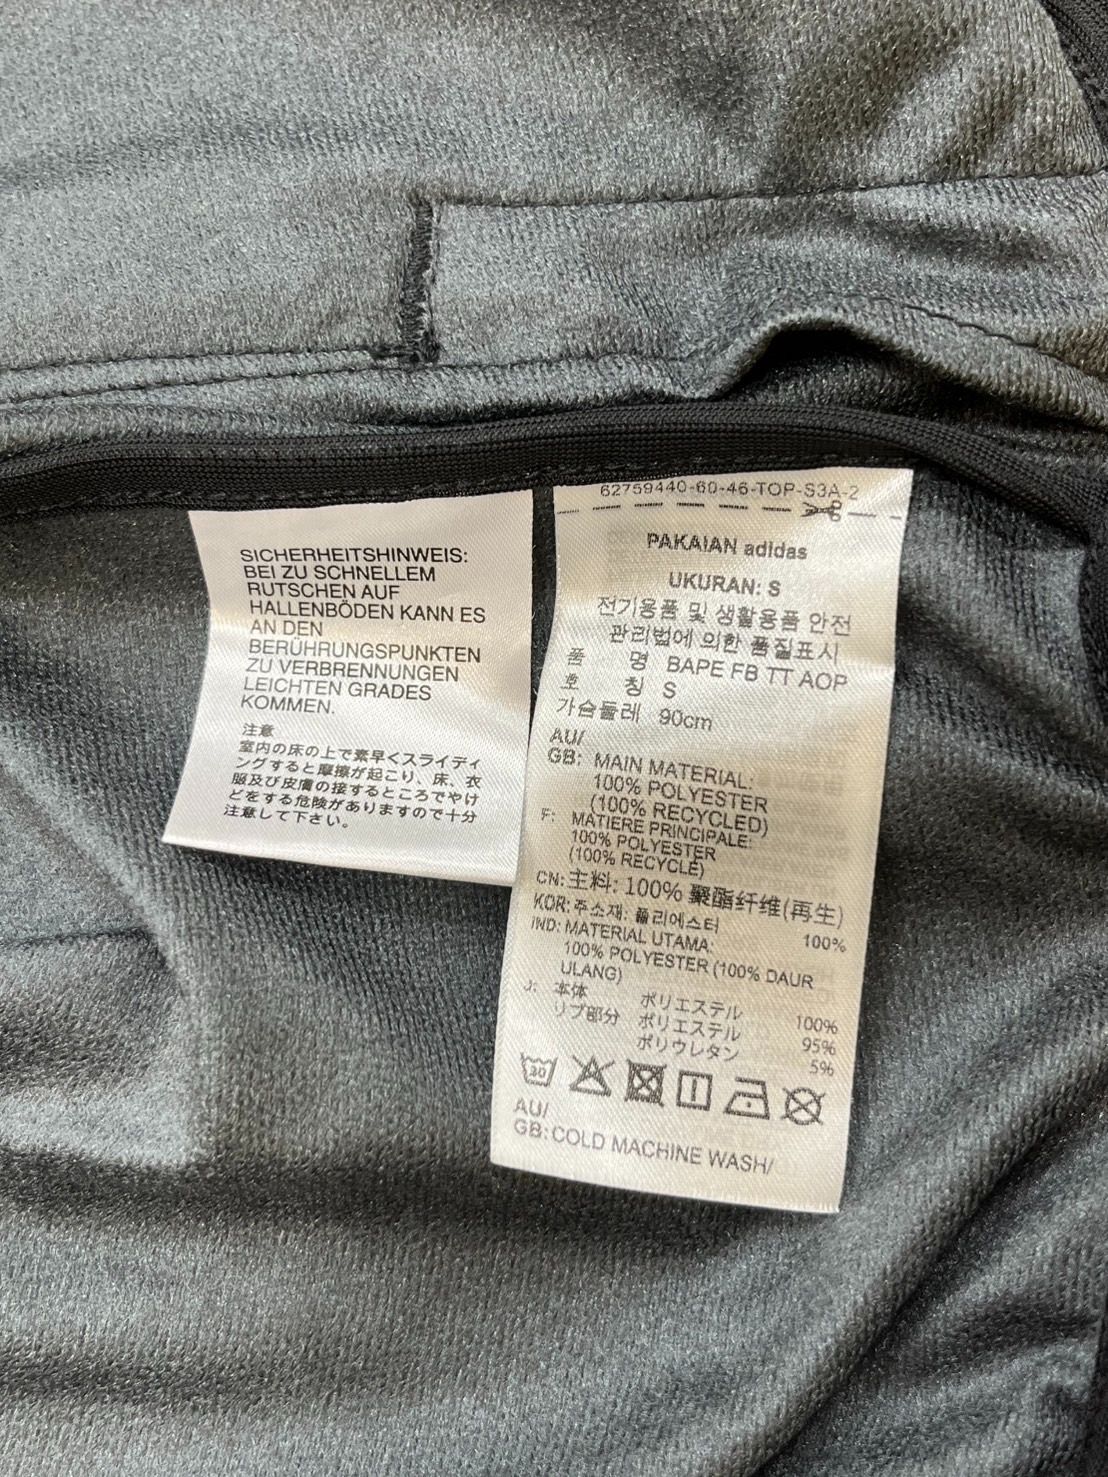 SICHERHEITSHINWEIS:
BEI ZU SCHNELLEM
RUTSCHEN AUF
HALLENBÖDEN KANN ES
AN DEN
BERÜHRUNGSPUNKTEN
ZU VERBRENNUNGEN
LEICHTEN GRADES
KOMMEN.
注意
室内の床の上で素早くスライディ
ングすると摩擦が起こり、床、衣
服及び皮膚の接するところでやけ
どをする危険がありますので十分
注意して下さい。
62759440-60-46-TOP-S3A-2
PAKAIAN adidas
UKURAN: S
전기용품 및 생활용품 안전
관리법에 의한 품질표시
품 명 BAPE FB TT AOP
호 칭 S
가슴둘레 90cm
AU/
GB: MAIN MATERIAL:
100% POLYESTER
(100% RECYCLED)
F: MATIERE PRINCIPALE:
100% POLYESTER
(100% RECYCLÉ)
CN: 主料: 100% 聚酯纤维(再生)
KOR: 주소재: 폴리에스터 100%
IND: MATERIAL UTAMA:
100% POLYESTER (100% DAUR
ULANG)
J: 本体 ポリエステル 100%
リブ部分 ポリエステル 95%
ポリウレタン 5%
30
AU/
GB: COLD MACHINE WASH/